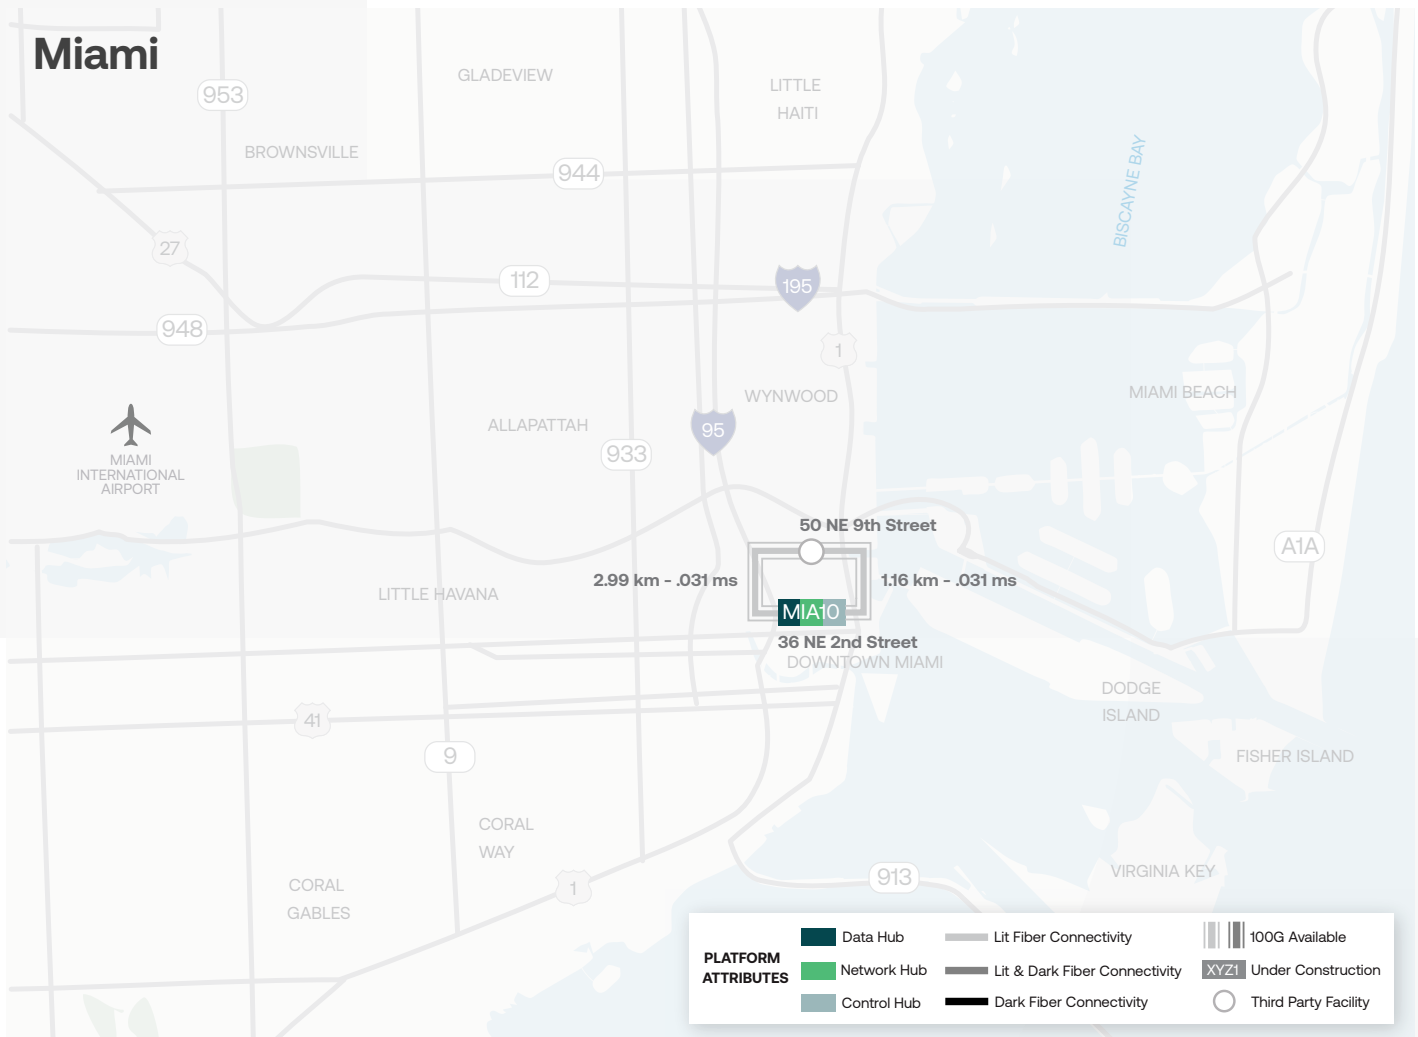 Miami
GLADEVIEW
LITTLE
HAITI
953
BROWNSVILLE
944
BISCAYNE BAY
27
112
195
948
1
WYNWOOD
MIAMI BEACH
ALLAPATTAH
95
933
MIAMI
INTERNATIONAL
AIRPORT
50 NE 9th Street
A1A
2.99 km - .031 ms
1.16 km - .031 ms
LITTLE HAVANA
MIA10
36 NE 2nd Street
DOWNTOWN MIAMI
DODGE
ISLAND
41
9
FISHER ISLAND
CORAL
WAY
913
VIRGINIA KEY
CORAL
GABLES
1
PLATFORM
ATTRIBUTES
Data Hub
Network Hub
Control Hub
Lit Fiber Connectivity
Lit & Dark Fiber Connectivity
Dark Fiber Connectivity
100G Available
XYZ1 Under Construction
Third Party Facility